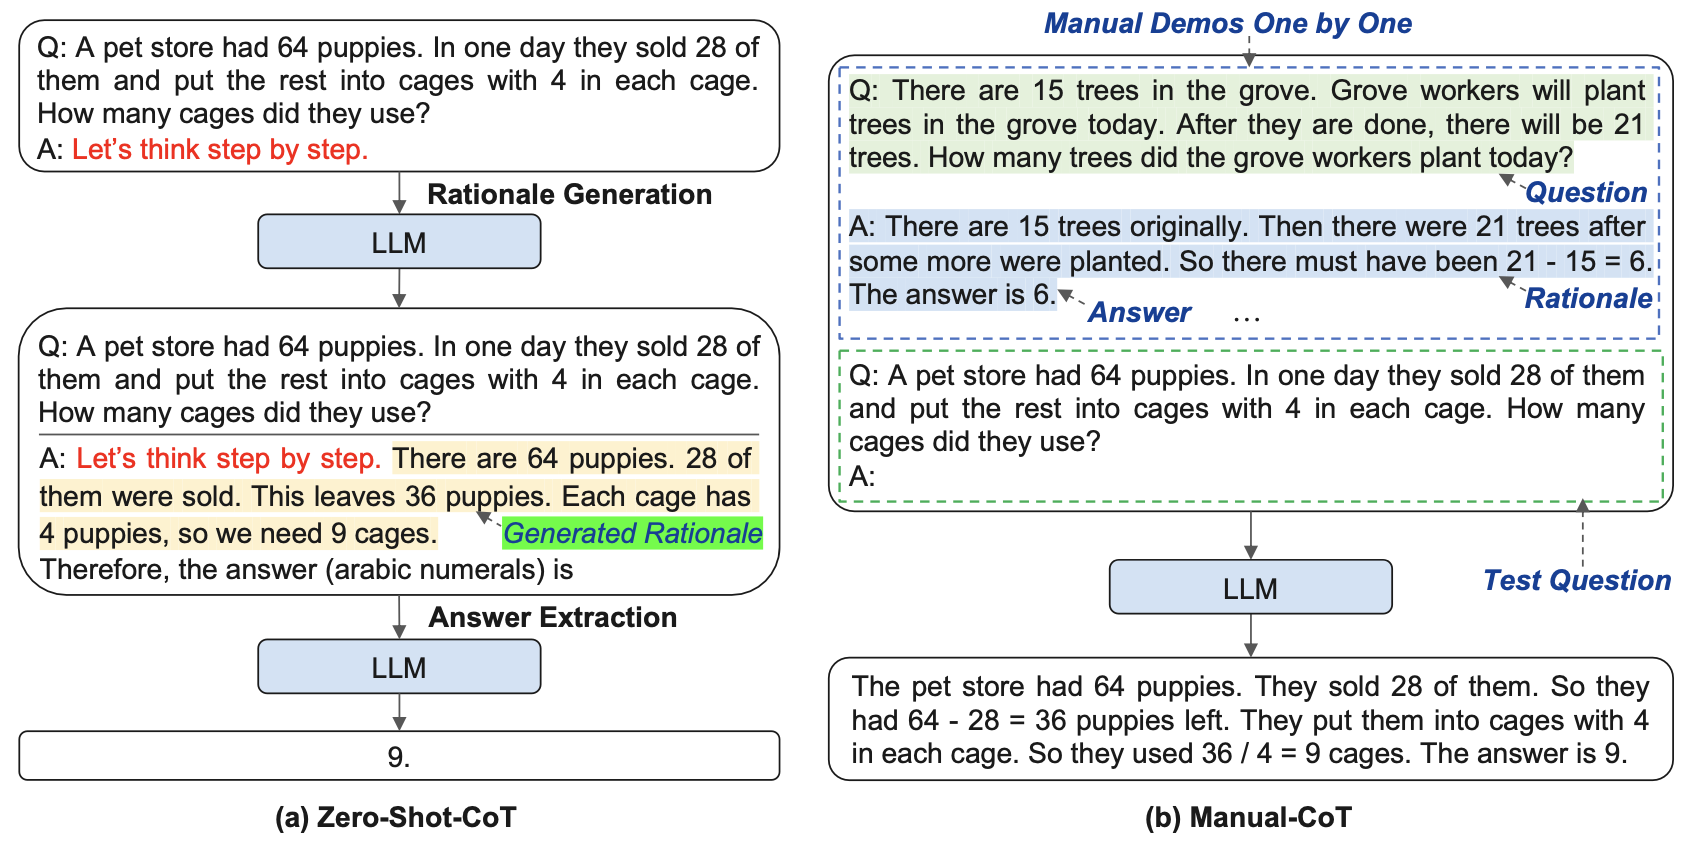 Q: A pet store had 64 puppies. In one day they sold 28 of
them and put the rest into cages with 4 in each cage.
How many cages did they use?
A: Let’s think step by step.
Rationale Generation
LLM
Q: A pet store had 64 puppies. In one day they sold 28 of
them and put the rest into cages with 4 in each cage.
How many cages did they use?
A: Let’s think step by step. There are 64 puppies. 28 of
them were sold. This leaves 36 puppies. Each cage has
4 puppies, so we need 9 cages.
Generated Rationale
Therefore, the answer (arabic numerals) is
Answer Extraction
LLM
9.
(a) Zero-Shot-CoT
Manual Demos One by One
Q: There are 15 trees in the grove. Grove workers will plant
trees in the grove today. After they are done, there will be 21
trees. How many trees did the grove workers plant today?
Question
A: There are 15 trees originally. Then there were 21 trees after
some more were planted. So there must have been 21 - 15 = 6.
The answer is 6.
Rationale
Answer
...
Q: A pet store had 64 puppies. In one day they sold 28 of them
and put the rest into cages with 4 in each cage. How many
cages did they use?
A:
LLM
Test Question
The pet store had 64 puppies. They sold 28 of them. So they
had 64 - 28 = 36 puppies left. They put them into cages with 4
in each cage. So they used 36 / 4 = 9 cages. The answer is 9.
(b) Manual-CoT